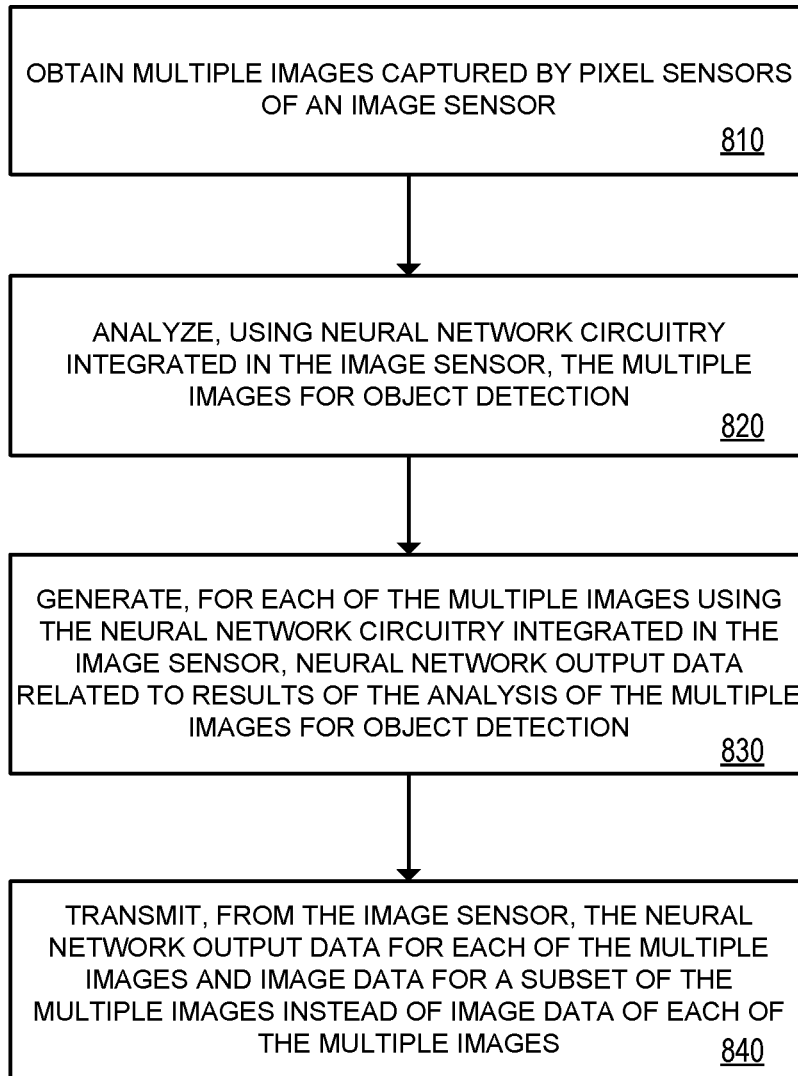 OBTAIN MULTIPLE IMAGES CAPTURED BY PIXEL SENSORS
OF AN IMAGE SENSOR
810
ANALYZE, USING NEURAL NETWORK CIRCUITRY
INTEGRATED IN THE IMAGE SENSOR, THE MULTIPLE
IMAGES FOR OBJECT DETECTION
820
GENERATE, FOR EACH OF THE MULTIPLE IMAGES USING
THE NEURAL NETWORK CIRCUITRY INTEGRATED IN THE
IMAGE SENSOR, NEURAL NETWORK OUTPUT DATA
RELATED TO RESULTS OF THE ANALYSIS OF THE MULTIPLE
IMAGES FOR OBJECT DETECTION
830
TRANSMIT, FROM THE IMAGE SENSOR, THE NEURAL
NETWORK OUTPUT DATA FOR EACH OF THE MULTIPLE
IMAGES AND IMAGE DATA FOR A SUBSET OF THE
MULTIPLE IMAGES INSTEAD OF IMAGE DATA OF EACH OF
THE MULTIPLE IMAGES
840